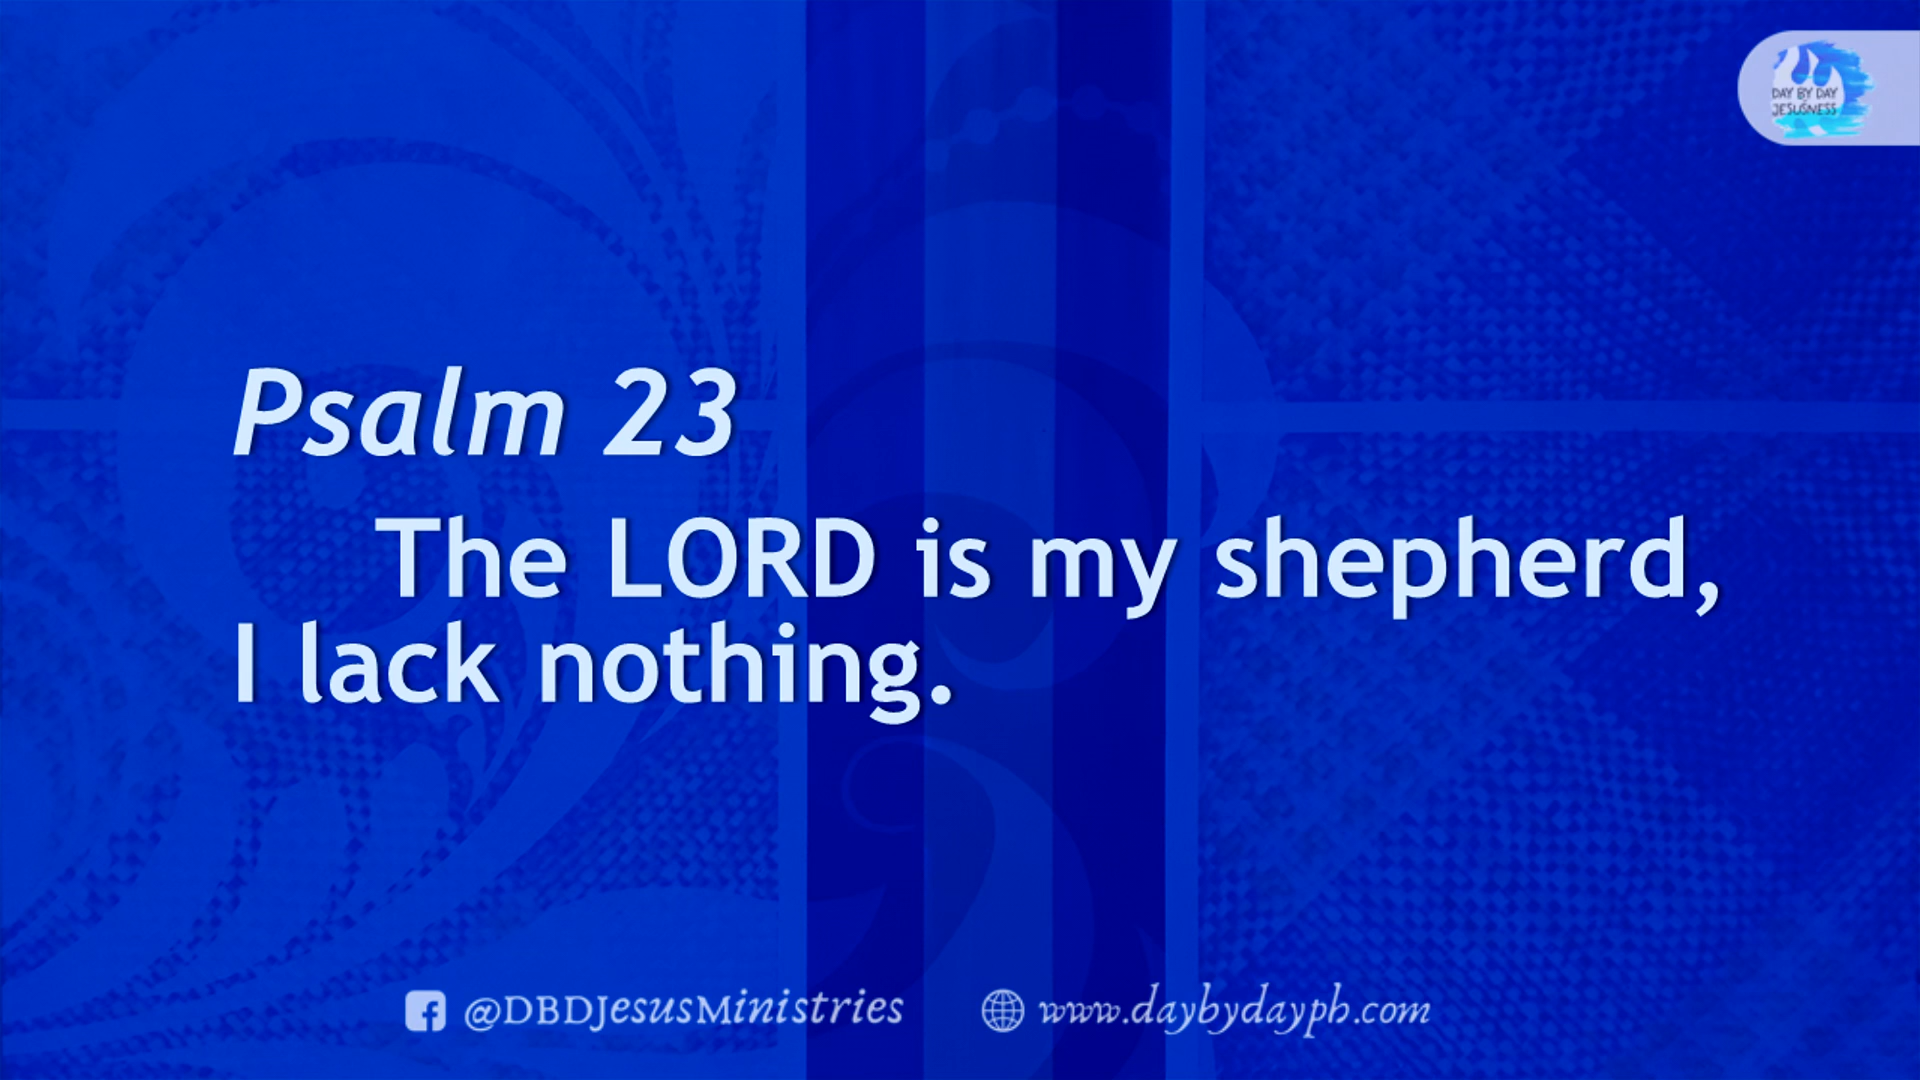 DAY BY DAY
JESUSNESS
Psalm 23
The LORD is my shepherd,
I lack nothing.
@DBDJesusMinistries
www.daybydayph.com